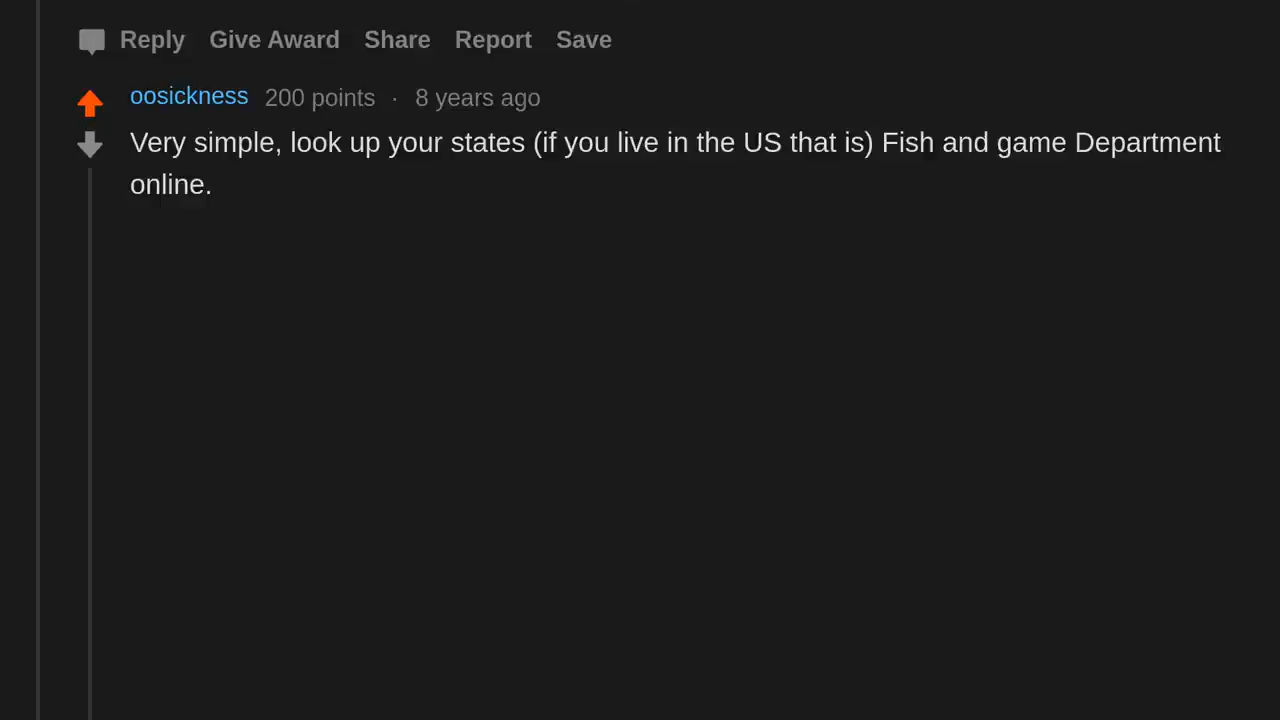 Reply Give Award Share Report Save
oosickness 200 points · 8 years ago
Very simple, look up your states (if you live in the US that is) Fish and game Department
online.